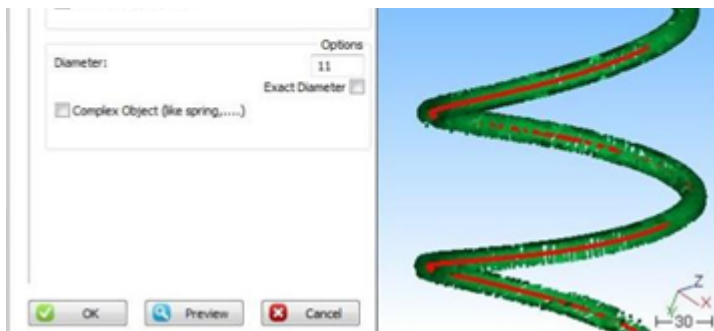 Options
Diameter:
11
Exact Diameter
Complex Object (like spring,.....)
OK
Preview
Cancel
Z
X
Y
30